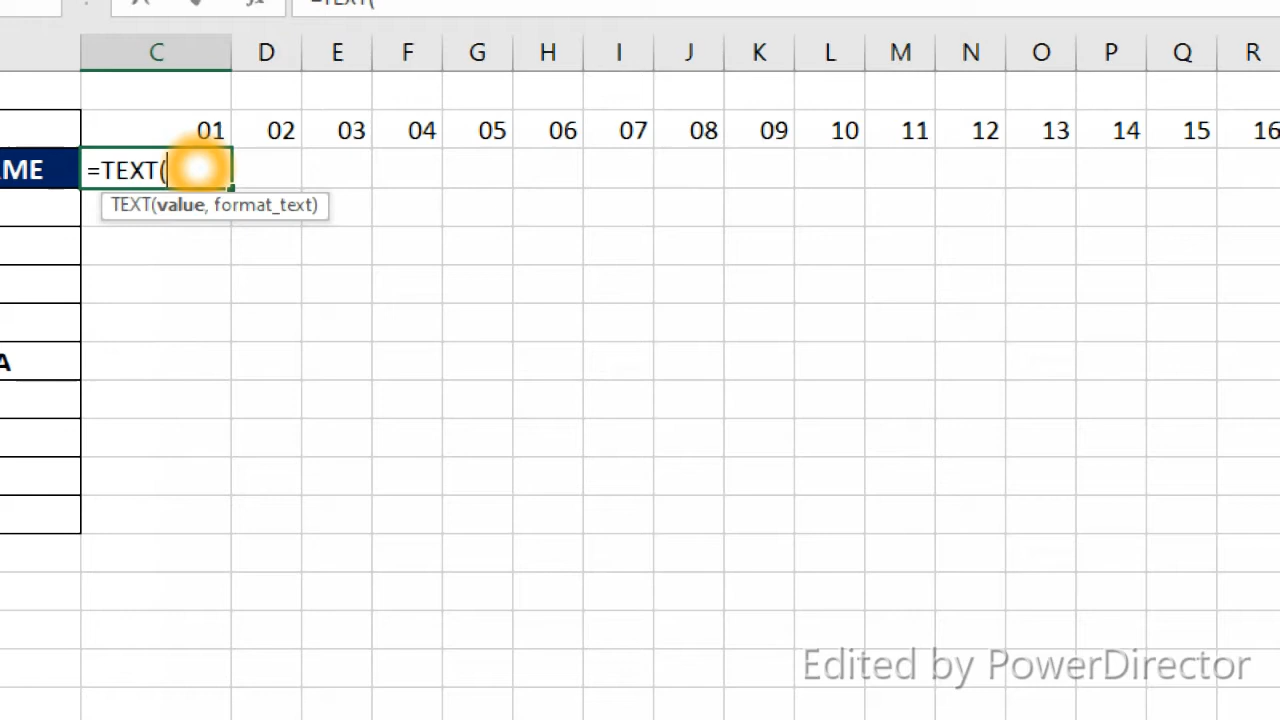 =TEXT(
C D E F G H I J K L M N O P Q R
01 02 03 04 05 06 07 08 09 10 11 12 13 14 15 16
AME =TEXT(
TEXT(value, format_text)
A
Edited by PowerDirector